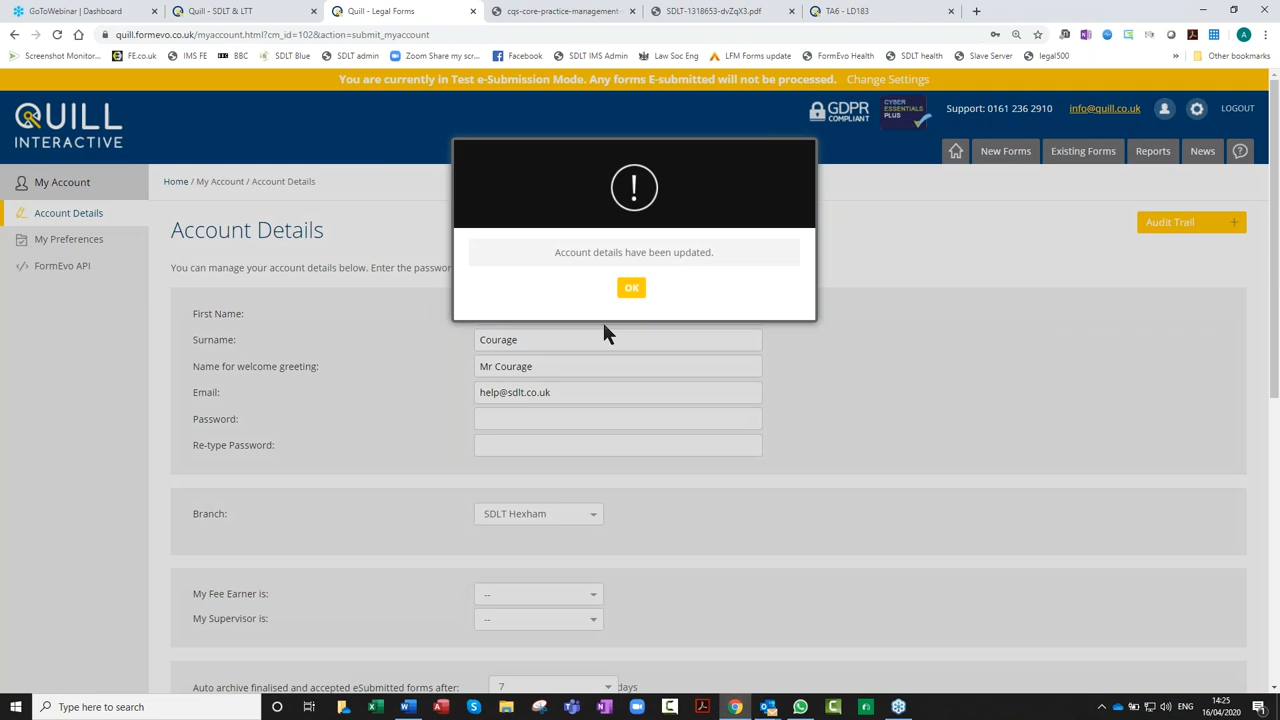 GoToWebinar | Dashboard
Quill - SDLT & LTT
Quill - Legal Forms
cqs-core-practice-management-
SDLT-1318653-dvZqX3.pdf
TA6 - LD183
quill.formevo.co.uk/myaccount.html?cm_id=102&action=submit_myaccount
Screenshot Monitor...
FE.co.uk
IMS FE
BBC
SDLT Blue
SDLT admin
Zoom Share my scr...
Facebook
SDLT IMS Admin
Law Soc Eng
LFM Forms update
FormEvo Health
SDLT health
Slave Server
legal500
Other bookmarks
You are currently in Test e-Submission Mode. Any forms E-submitted will not be processed. Change Settings
QUILL
INTERACTIVE
GDPR
COMPLIANT
CYBER
ESSENTIALS
PLUS
Support: 0161 236 2910
info@quill.co.uk
LOGOUT
New Forms
Existing Forms
Reports
News
My Account
Account Details
My Preferences
FormEvo API
Home / My Account / Account Details
Account Details
Audit Trail
You can manage your account details below. Enter the passwor
!
Account details have been updated.
OK
First Name:
Surname:
Courage
Name for welcome greeting:
Mr Courage
Email:
help@sdlt.co.uk
Password:
Re-type Password:
Branch:
SDLT Hexham
My Fee Earner is:
--
My Supervisor is:
--
Auto archive finalised and accepted eSubmitted forms after:
7
days
Type here to search
ENG
14:25
16/04/2020